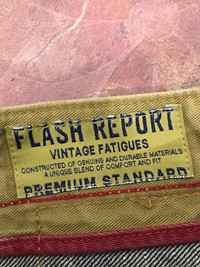 FLASH REPORT
VINTAGE FATIGUES
CONSTRUCTED OF GENUINE AND DURABLE MATERIALS
A UNIQUE BLEND OF COMFORT AND FIT
PREMIUM STANDARD